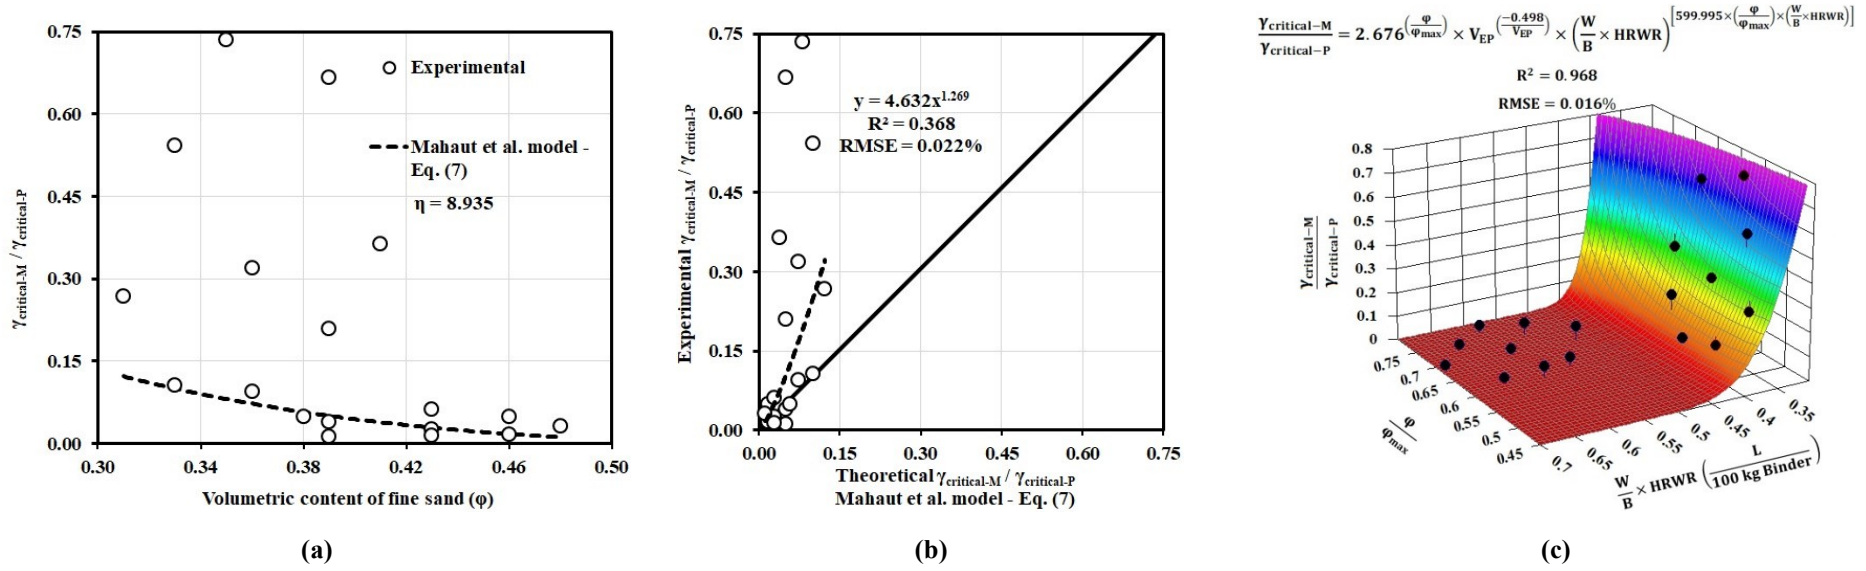 0.75
0.60
0.45
0.30
0.15
0.00
0.30
0.34
0.38
0.42
0.46
0.50
γcritical-M / γcritical-P
Volumetric content of fine sand (φ)
Experimental
Mahaut et al. model -
Eq. (7)
η = 8.935
(a)
0.75
0.60
0.45
0.30
0.15
0.00
0.00
0.15
0.30
0.45
0.60
0.75
Experimental γcritical-M / γcritical-P
y = 4.632x^1.269
R² = 0.368
RMSE = 0.022%
Theoretical γcritical-M / γcritical-P
Mahaut et al. model - Eq. (7)
(b)
γcritical−M / γcritical−P = 2.676^(φ/φmax) × VEP^(−0.498/VEP) × (W/B × HRWR)^[599.995×(φ/φmax)×(W/B×HRWR)]
R² = 0.968
RMSE = 0.016%
0.8
0.7
0.6
0.5
0.4
0.3
0.2
0.1
0
γcritical−M / γcritical−P
0.75
0.7
0.65
0.6
0.55
0.5
0.45
φ / φmax
0.7
0.65
0.6
0.55
0.5
0.45
0.4
0.35
W/B × HRWR (L / 100 kg Binder)
(c)